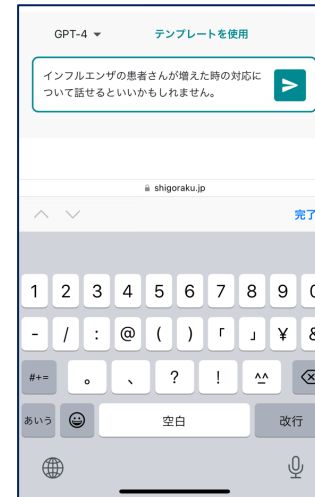 GPT-4 テンプレートを使用
インフルエンザの患者さんが増えた時の対応に
ついて話せるといいかもしれません。
shigoraku.jp
完了
1 2 3 4 5 6 7 8 9 0
- / : @ ( ) 「 」 ¥ &
#+= 。 、 ? ! ^^
あいう 空白 改行